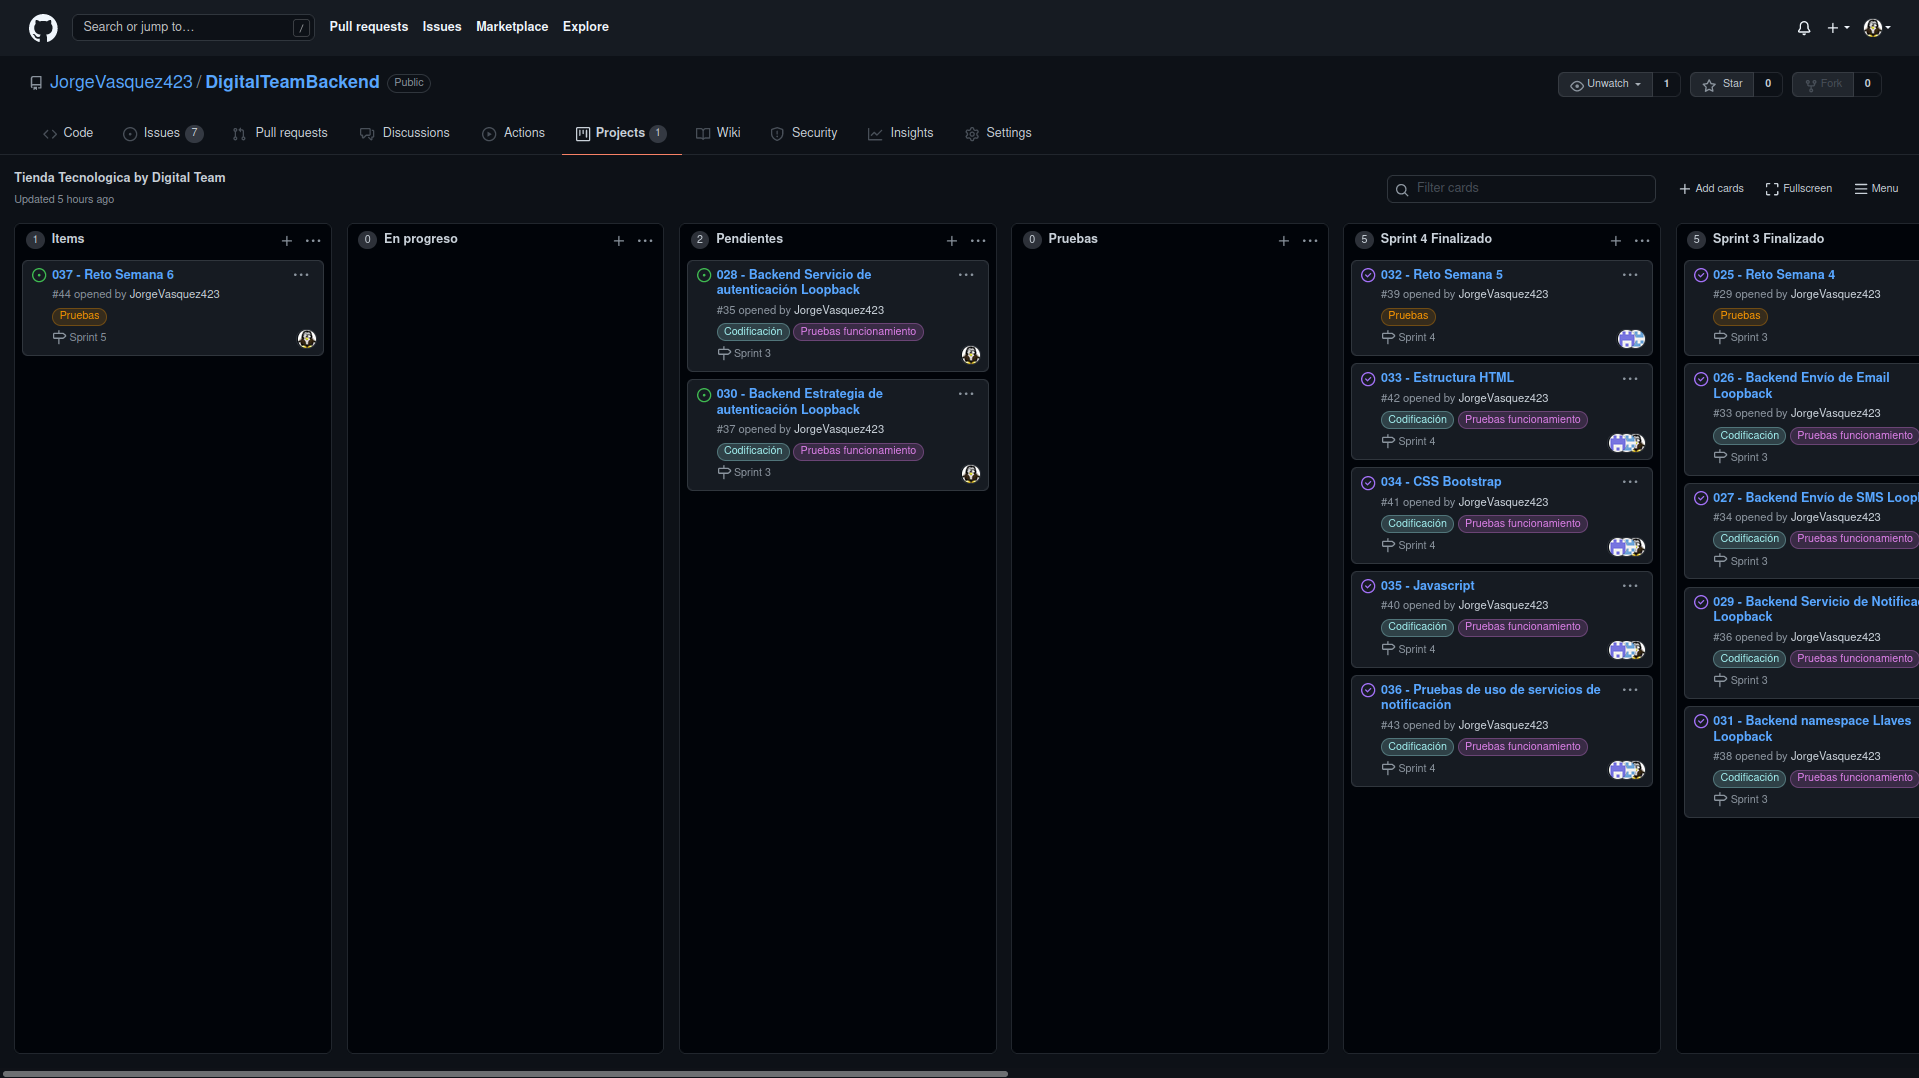 Search or jump to...
/
Pull requests
Issues
Marketplace
Explore
JorgeVasquez423 / DigitalTeamBackend
Public
Unwatch
1
Star
0
Fork
0
Code
Issues 7
Pull requests
Discussions
Actions
Projects 1
Wiki
Security
Insights
Settings
Tienda Tecnologica by Digital Team
Updated 5 hours ago
Filter cards
Add cards
Fullscreen
Menu
1 Items
037 - Reto Semana 6
#44 opened by JorgeVasquez423
Pruebas
Sprint 5
0 En progreso
2 Pendientes
028 - Backend Servicio de
autenticación Loopback
#35 opened by JorgeVasquez423
Codificación Pruebas funcionamiento
Sprint 3
030 - Backend Estrategia de
autenticación Loopback
#37 opened by JorgeVasquez423
Codificación Pruebas funcionamiento
Sprint 3
0 Pruebas
5 Sprint 4 Finalizado
032 - Reto Semana 5
#39 opened by JorgeVasquez423
Pruebas
Sprint 4
033 - Estructura HTML
#42 opened by JorgeVasquez423
Codificación Pruebas funcionamiento
Sprint 4
034 - CSS Bootstrap
#41 opened by JorgeVasquez423
Codificación Pruebas funcionamiento
Sprint 4
035 - Javascript
#40 opened by JorgeVasquez423
Codificación Pruebas funcionamiento
Sprint 4
036 - Pruebas de uso de servicios de
notificación
#43 opened by JorgeVasquez423
Codificación Pruebas funcionamiento
Sprint 4
5 Sprint 3 Finalizado
025 - Reto Semana 4
#29 opened by JorgeVasquez423
Pruebas
Sprint 3
026 - Backend Envío de Email
Loopback
#33 opened by JorgeVasquez423
Codificación Pruebas funcionamiento
Sprint 3
027 - Backend Envío de SMS Loop
#34 opened by JorgeVasquez423
Codificación Pruebas funcionamiento
Sprint 3
029 - Backend Servicio de Notifica
Loopback
#36 opened by JorgeVasquez423
Codificación Pruebas funcionamiento
Sprint 3
031 - Backend namespace Llaves
Loopback
#38 opened by JorgeVasquez423
Codificación Pruebas funcionamiento
Sprint 3